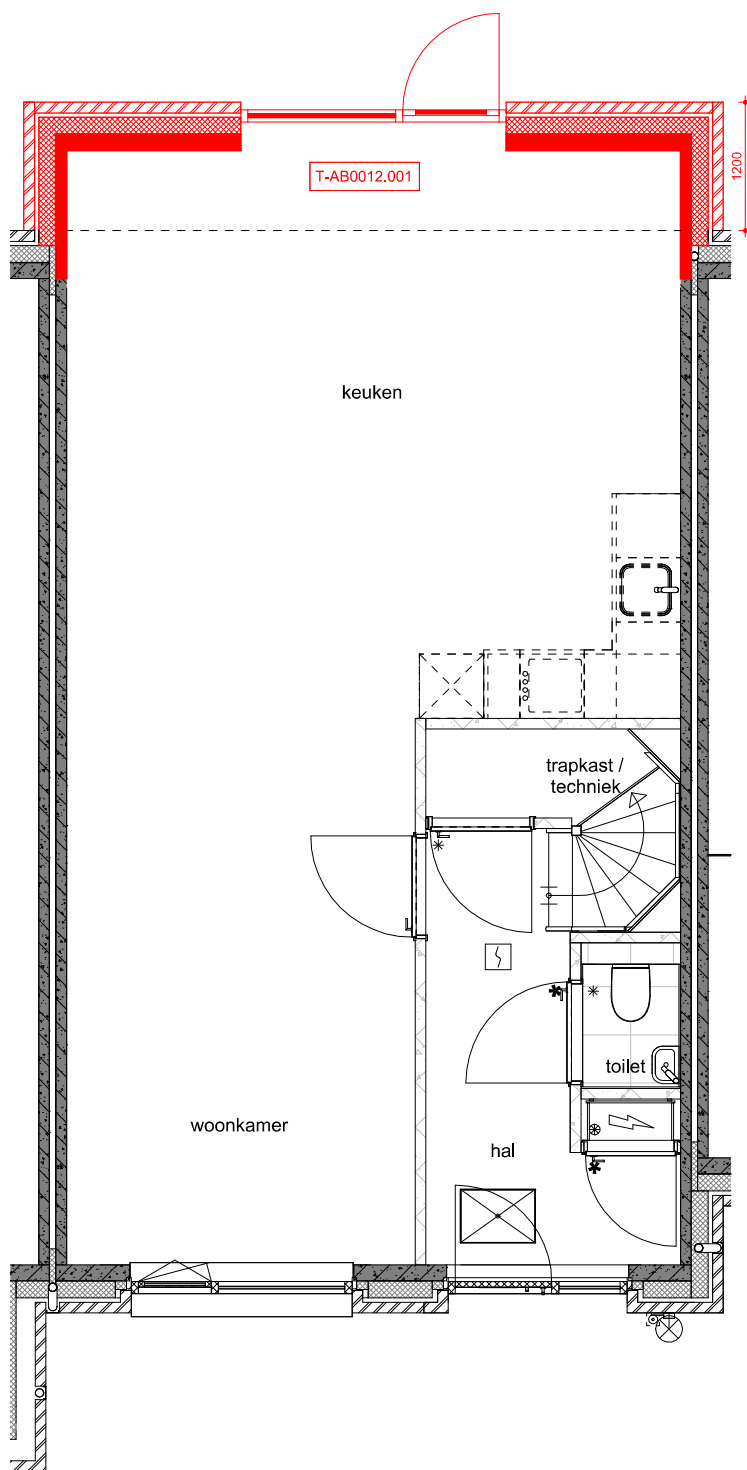 T-AB0012.001
1200
keuken
trapkast /
techniek
toilet
woonkamer
hal